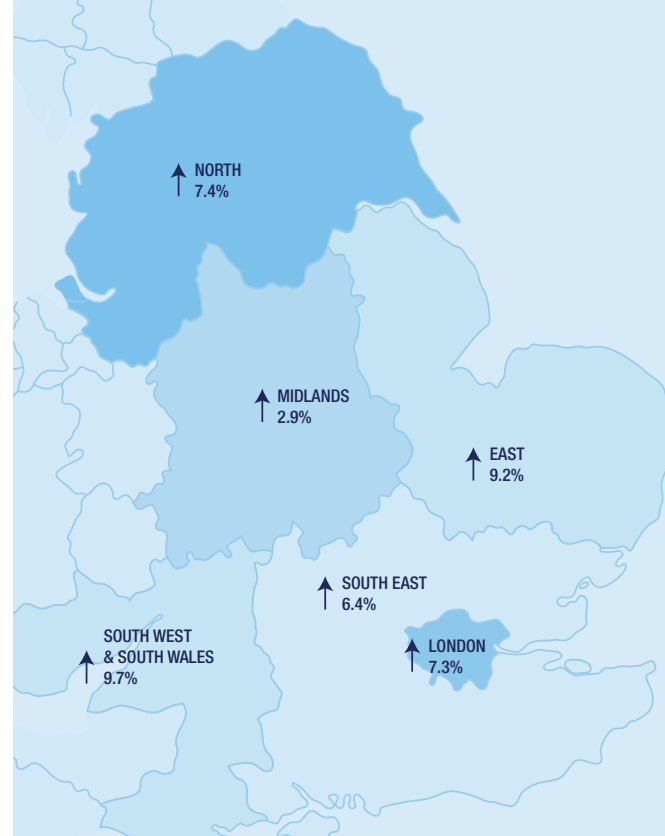 NORTH
7.4%
MIDLANDS
2.9%
EAST
9.2%
SOUTH EAST
6.4%
SOUTH WEST
& SOUTH WALES
9.7%
LONDON
7.3%